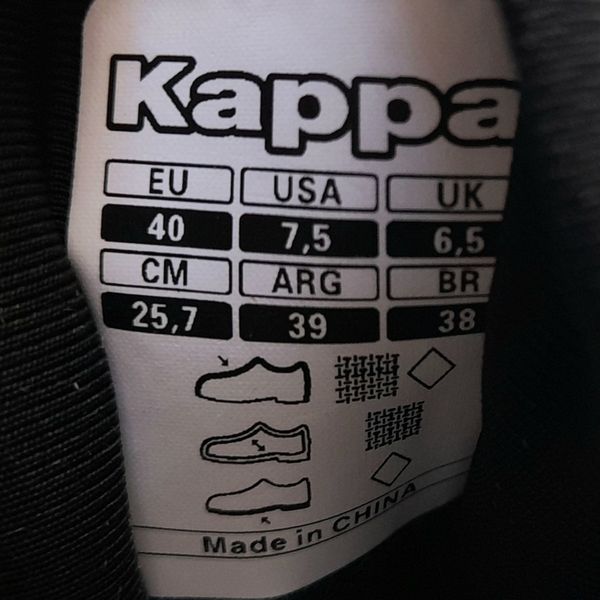 Kappa
EU USA UK
40 7,5 6,5
CM ARG BR
25,7 39 38
Made in CHINA